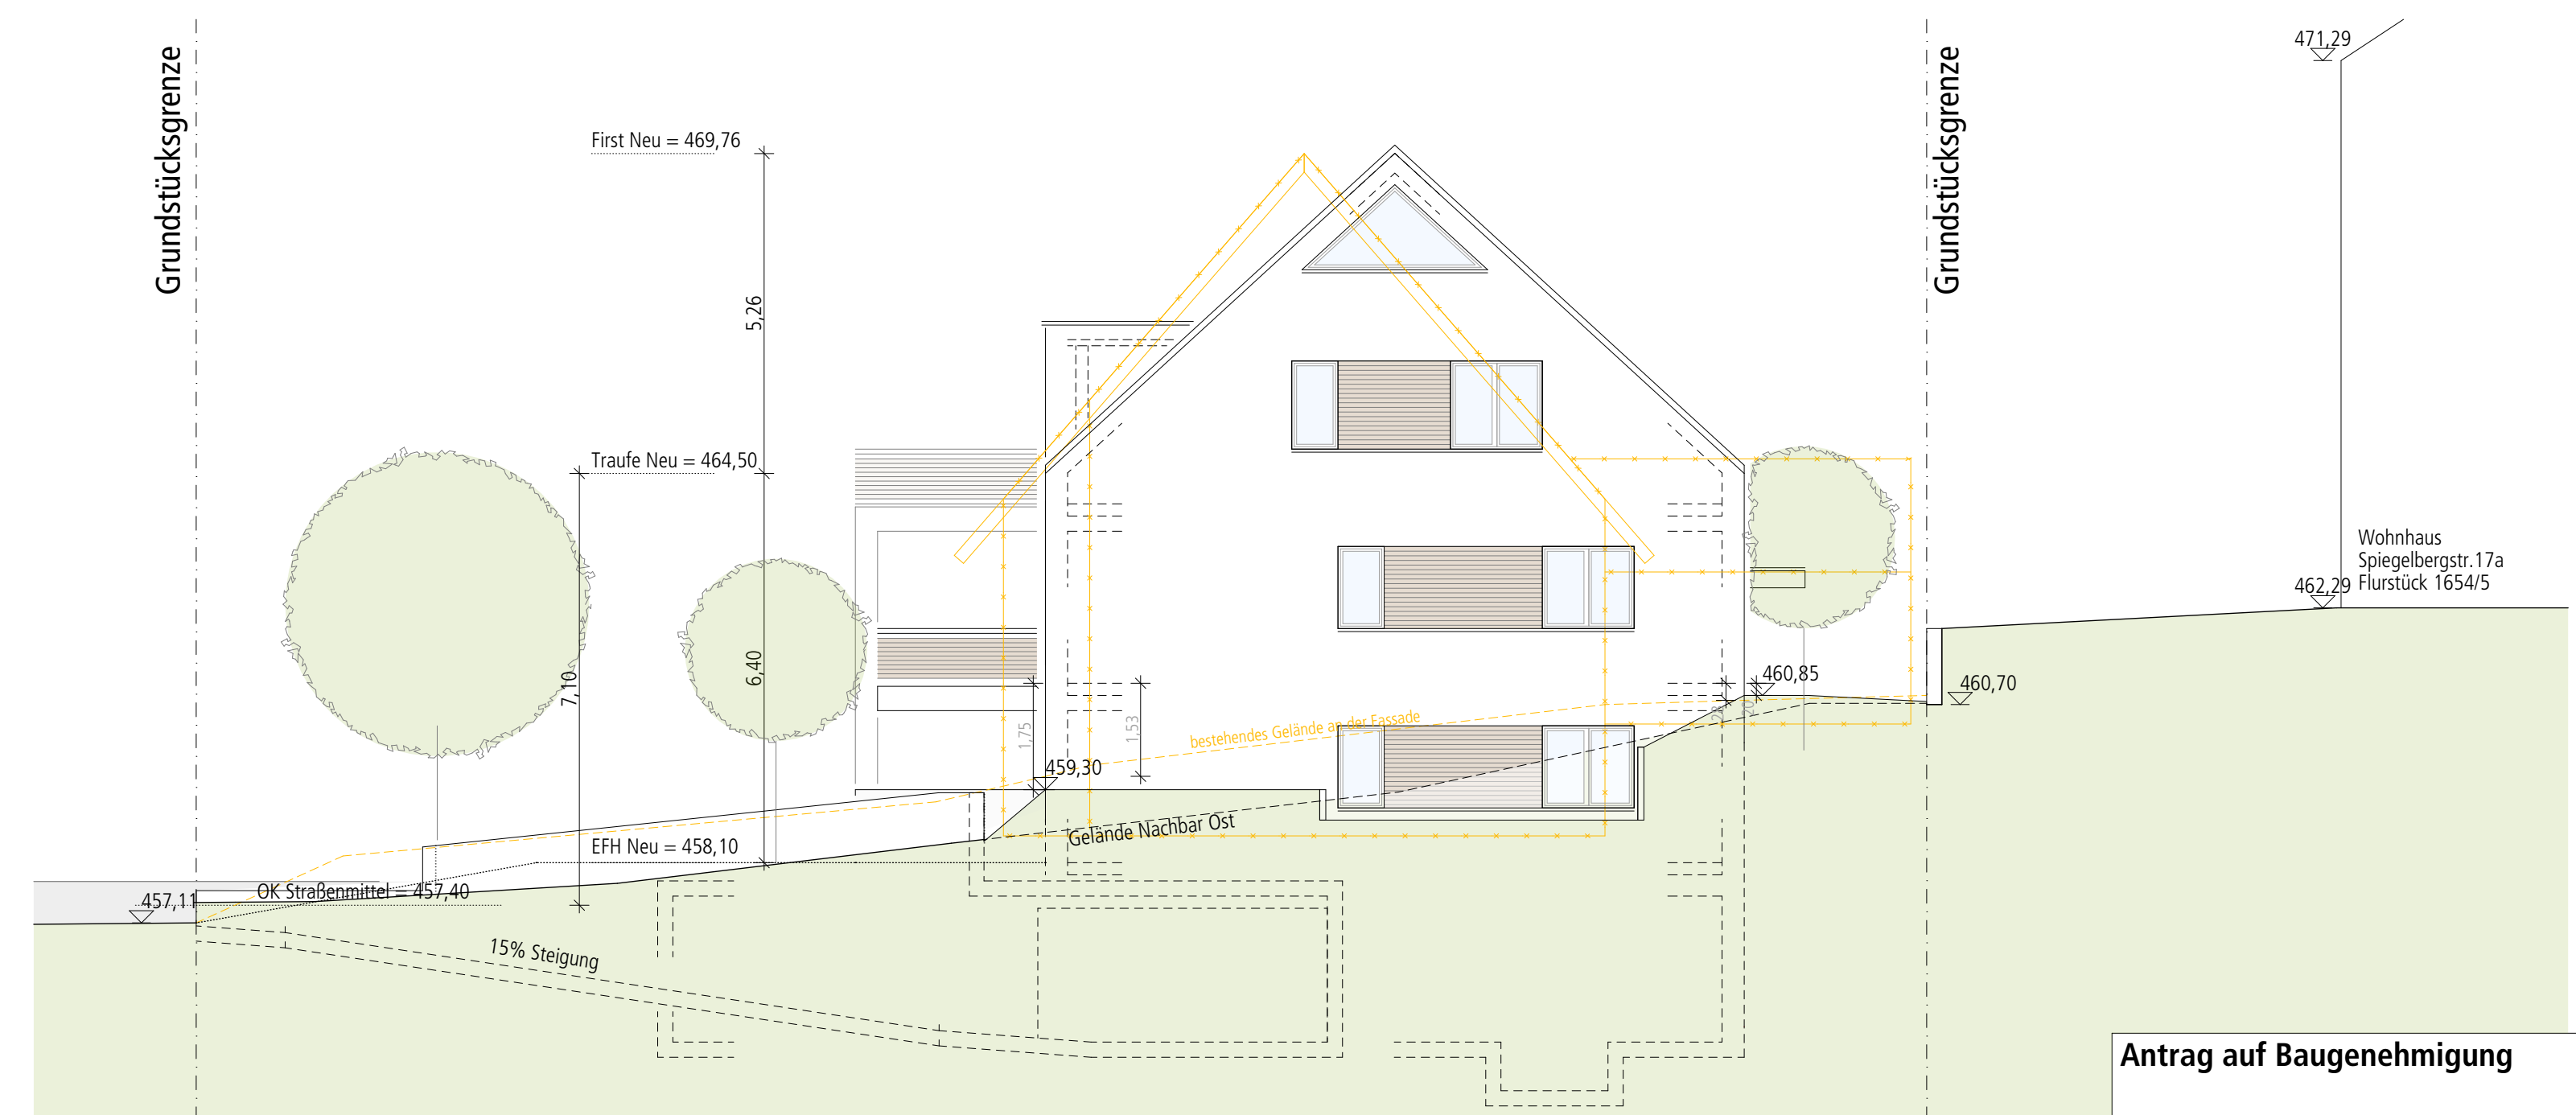 Grundstücksgrenze
Grundstücksgrenze
471,29
First Neu = 469,76
5,26
Traufe Neu = 464,50
Wohnhaus
Spiegelbergstr.17a
462,29 Flurstück 1654/5
7,10
6,40
460,85
460,70
1,75
1,53
20
bestehendes Gelände an der Fassade
459,30
Gelände Nachbar Ost
EFH Neu = 458,10
OK Straßenmittel = 457,40
457,11
15% Steigung
Antrag auf Baugenehmigung